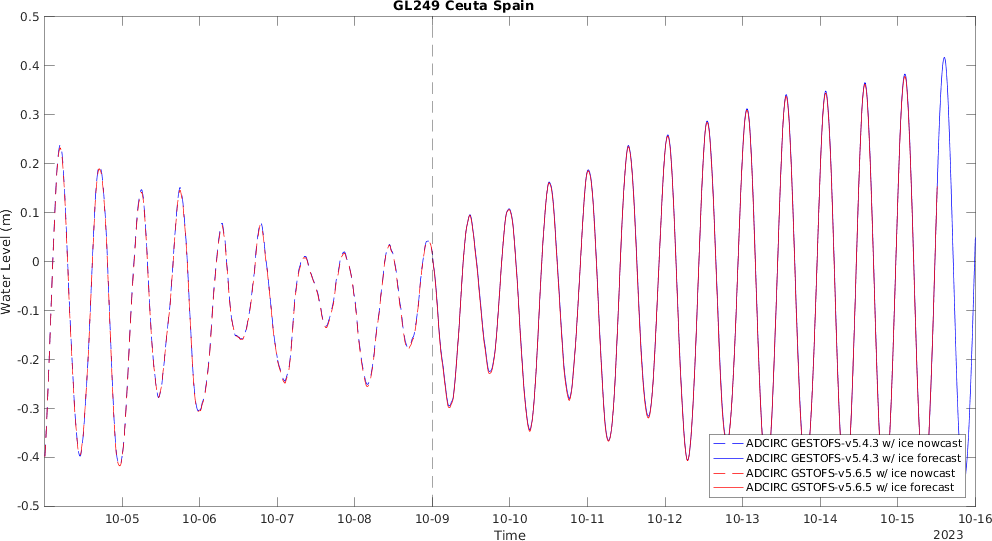 GL249 Ceuta Spain
0.5
0.4
0.3
0.2
0.1
0
-0.1
-0.2
-0.3
-0.4
-0.5
Water Level (m)
ADCIRC GESTOFS-v5.4.3 w/ ice nowcast
ADCIRC GESTOFS-v5.4.3 w/ ice forecast
ADCIRC GSTOFS-v5.6.5 w/ ice nowcast
ADCIRC GSTOFS-v5.6.5 w/ ice forecast
10-05 10-06 10-07 10-08 10-09 10-10 10-11 10-12 10-13 10-14 10-15 10-16
Time
2023